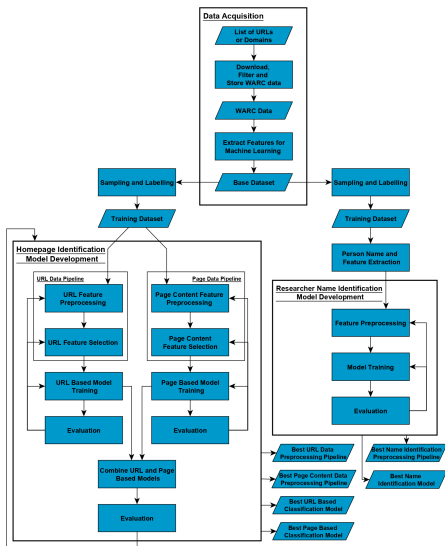 Data Acquisition
List of URLs
or Domains
Download,
Filter and
Store WARC data
WARC Data
Extract Features for
Machine Learning
Base Dataset
Sampling and Labelling
Training Dataset
Sampling and Labelling
Training Dataset
Person Name and
Feature Extraction
Homepage Identification
Model Development
URL Data Pipeline
URL Feature
Preprocessing
URL Feature Selection
URL Based Model
Training
Evaluation
Page Data Pipeline
Page Content Feature
Preprocessing
Page Content
Feature Selection
Page Based Model
Training
Evaluation
Combine URL and Page
Based Models
Evaluation
Researcher Name Identification
Model Development
Feature Preprocessing
Model Training
Evaluation
Best URL Data
Preprocessing Pipeline
Best Page Content Data
Preprocessing Pipeline
Best URL Based
Classification Model
Best Page Based
Classification Model
Best Name Identification
Preprocessing Pipeline
Best Name
Identification Model